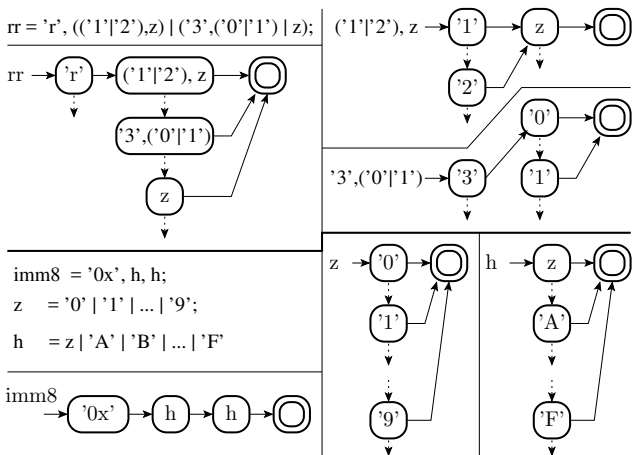 rr = 'r', (('1'|'2'),z) | ('3',('0'|'1') | z);
rr 'r' ('1'|'2'), z
'3',('0'|'1')
z
('1'|'2'), z '1' z
'2'
'0'
'3',('0'|'1') '3' '1'
imm8 = '0x', h, h;
z = '0' | '1' | ... | '9';
h = z | 'A' | 'B' | ... | 'F'
imm8
'0x' h h
z '0'
'1'
'9'
h z
'A'
'F'